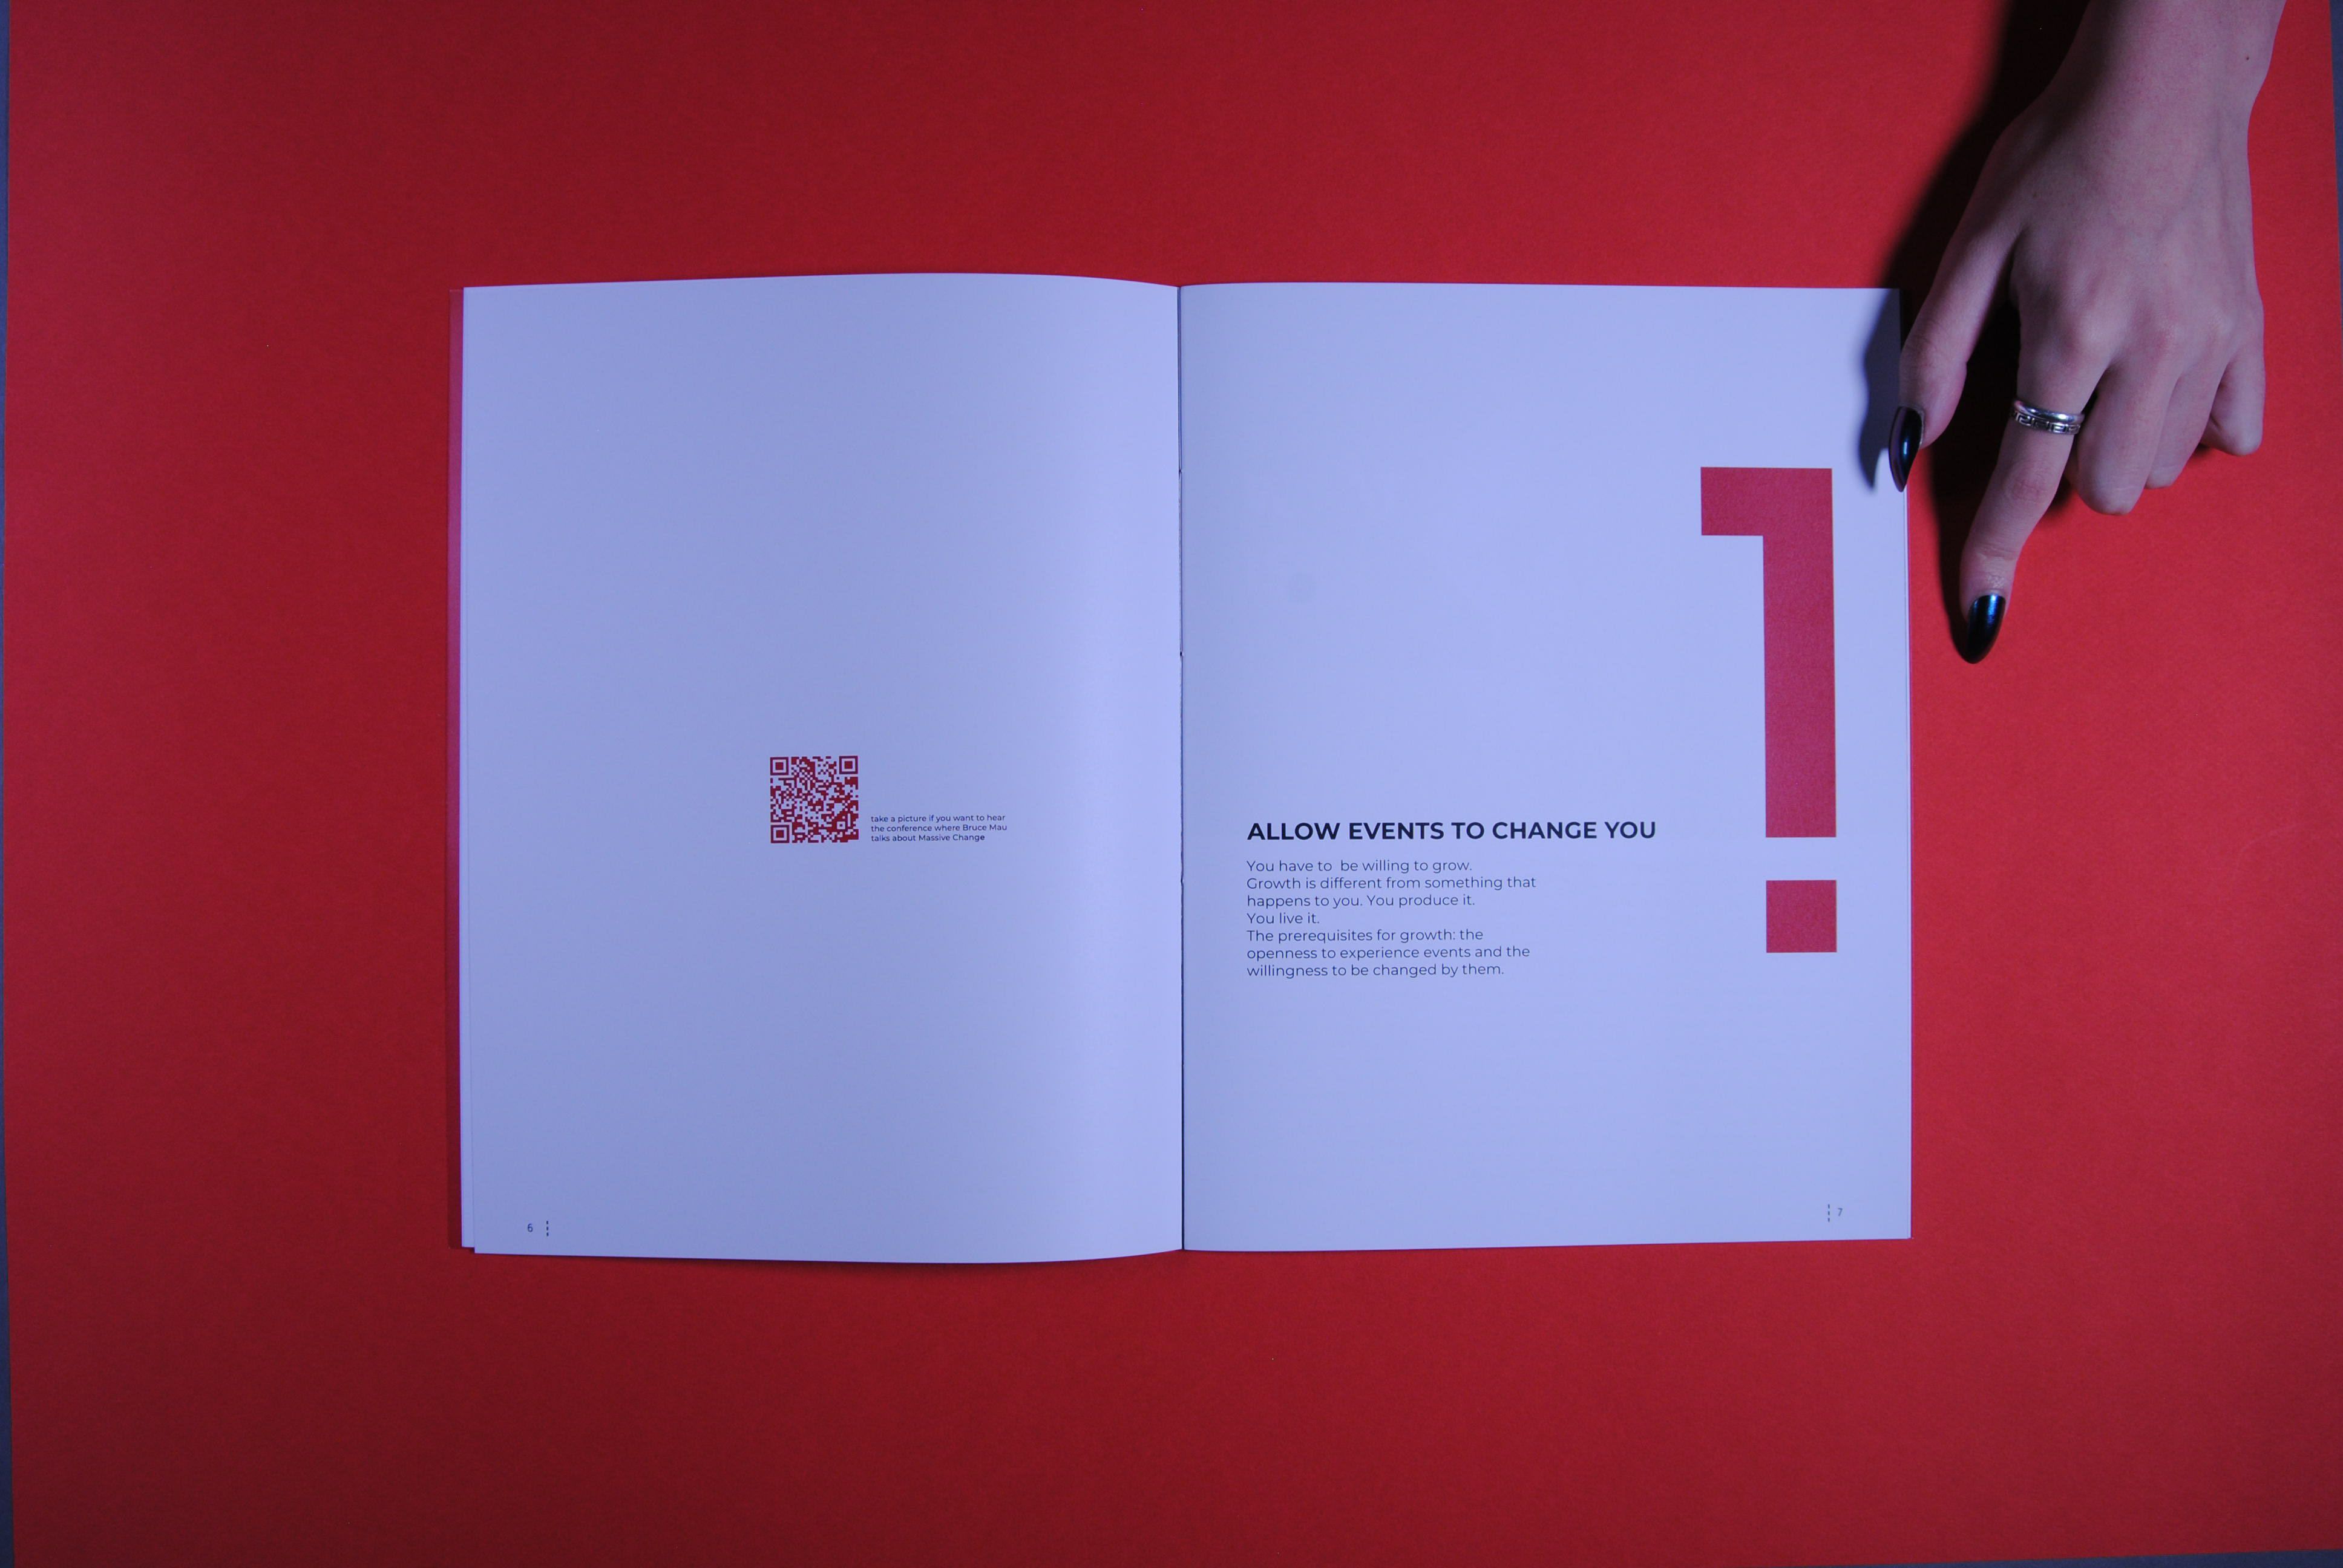 take a picture if you want to hear
the conference where Bruce Mau
talks about Massive Change
6
1
ALLOW EVENTS TO CHANGE YOU
You have to  be willing to grow.
Growth is different from something that
happens to you. You produce it.
You live it.
The prerequisites for growth: the
openness to experience events and the
willingness to be changed by them.
7